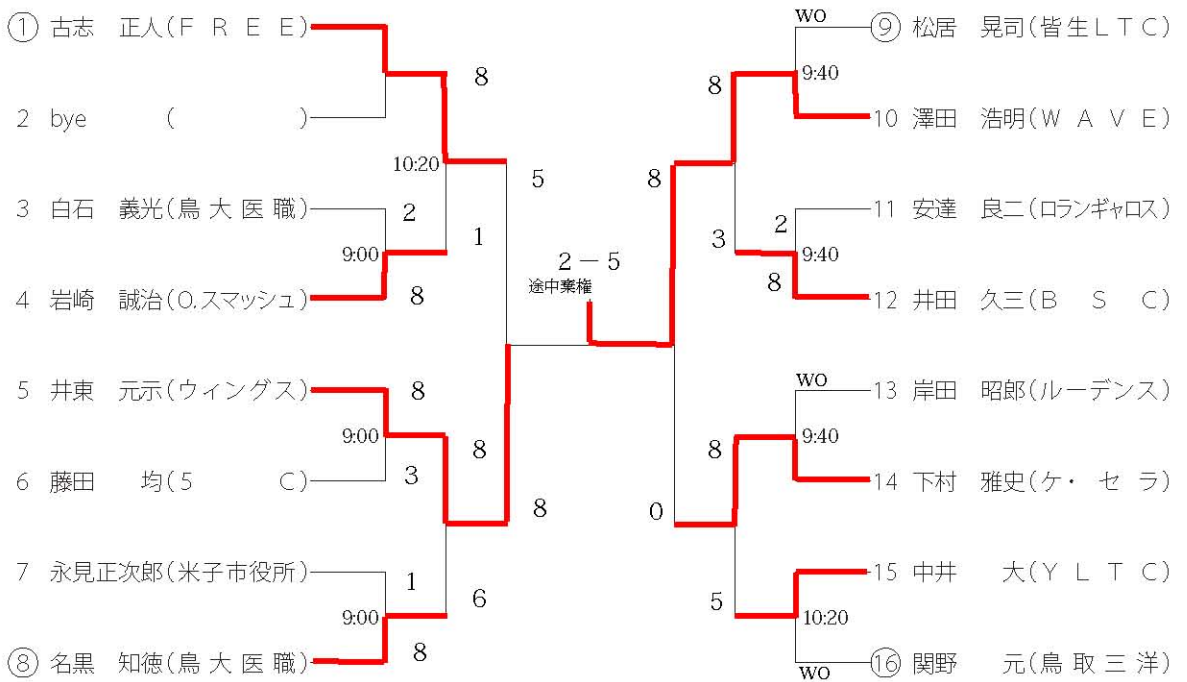 ① 古志　正人(ＦＲＥＥ)
8
2 bye (　　　)
10:20
5
3 白石　義光(鳥大医職)
2
9:00
1
4 岩崎　誠治(O.スマッシュ)
8
5 井東　元示(ウィングス)
8
9:00
8
6 藤田　均(５　Ｃ)
3
8
7 永見正次郎(米子市役所)
1
9:00
6
⑧ 名黒　知徳(鳥大医職)
8
2－5
途中棄権
WO
⑨ 松居　晃司(皆生ＬＴＣ)
8
9:40
10 澤田　浩明(ＷＡＶＥ)
8
11 安達　良二(ロランギャロス)
2
3
9:40
8
12 井田　久三(Ｂ　Ｓ　Ｃ)
WO
13 岸田　昭郎(ルーデンス)
8
9:40
14 下村　雅史(ケ・セラ)
0
15 中井　大(ＹＬＴＣ)
5
10:20
WO
⑯ 関野　元(鳥取三洋)